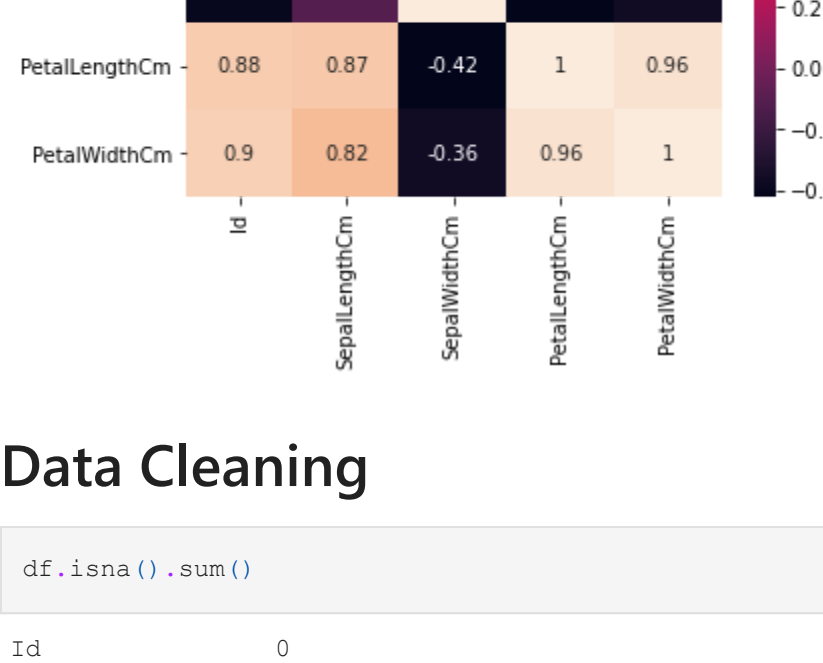 0.2
PetalLengthCm 0.88 0.87 -0.42 1 0.96
0.0
PetalWidthCm 0.9 0.82 -0.36 0.96 1
Id
SepalLengthCm
SepalWidthCm
PetalLengthCm
PetalWidthCm
Data Cleaning
df.isna().sum()
Id 0